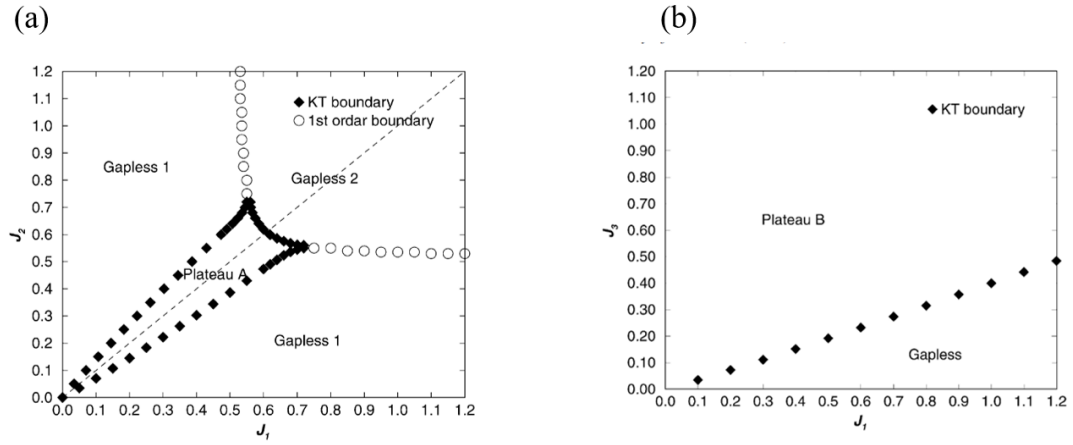 (a)
(b)
1.2
1.1
1.0
0.9
0.8
0.7
0.6
0.5
0.4
0.3
0.2
0.1
0.0
J2
KT boundary
1st ordar boundary
Gapless 1
Gapless 2
Plateau A
Gapless 1
0.0 0.1 0.2 0.3 0.4 0.5 0.6 0.7 0.8 0.9 1.0 1.1 1.2
J1
1.20
1.10
1.00
0.90
0.80
0.70
0.60
0.50
0.40
0.30
0.20
0.10
0.00
J3
KT boundary
Plateau B
Gapless
0.0 0.1 0.2 0.3 0.4 0.5 0.6 0.7 0.8 0.9 1.0 1.1 1.2
J1